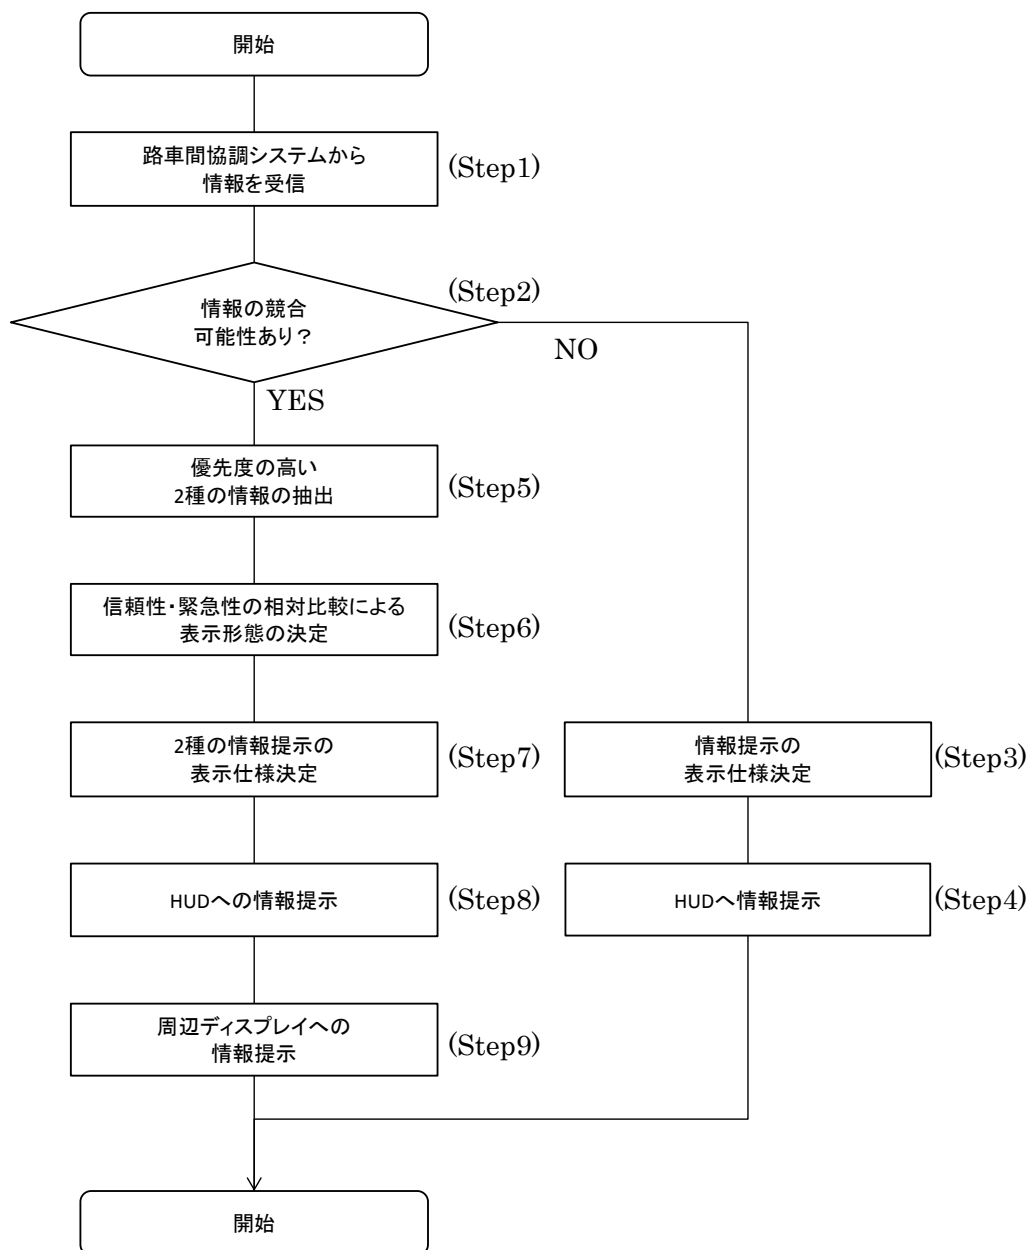 開始
路車間協調システムから
情報を受信
(Step1)
情報の競合
可能性あり？
(Step2)
NO
YES
優先度の高い
2種の情報の抽出
(Step5)
信頼性・緊急性の相対比較による
表示形態の決定
(Step6)
2種の情報提示の
表示仕様決定
(Step7)
情報提示の
表示仕様決定
(Step3)
HUDへの情報提示
(Step8)
HUDへ情報提示
(Step4)
周辺ディスプレイへの
情報提示
(Step9)
開始